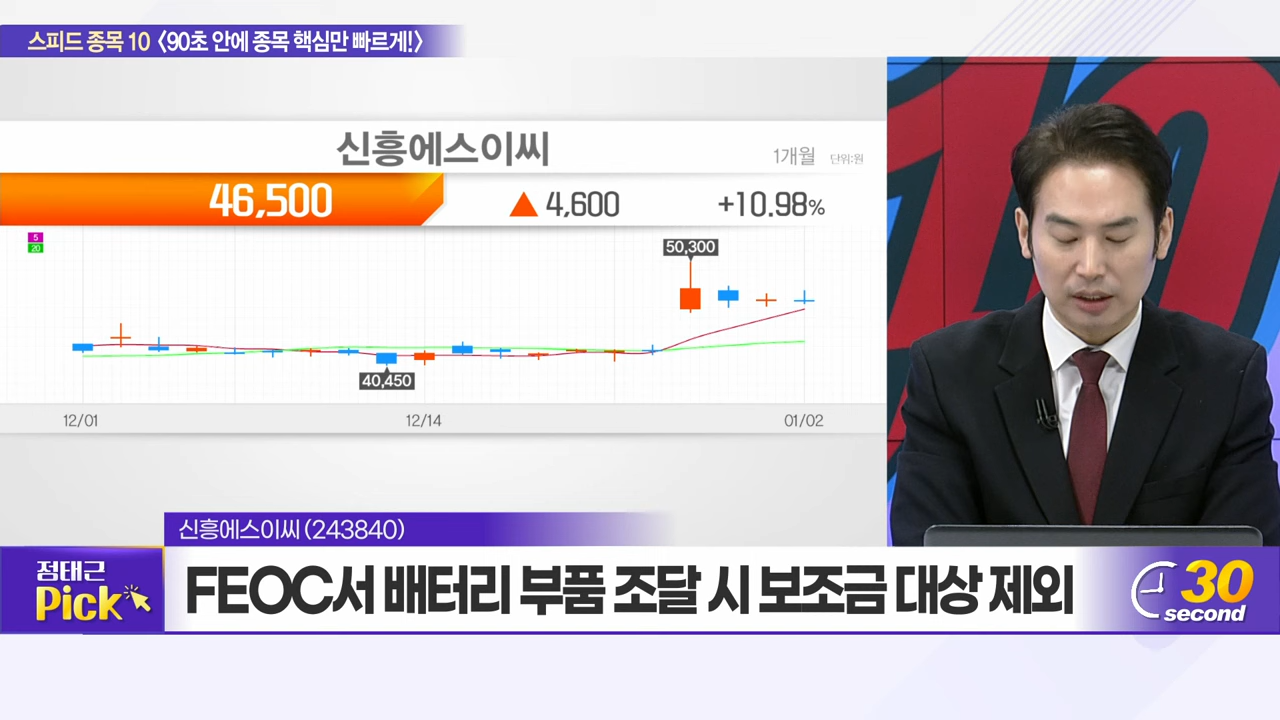 스피드 종목 10 〈90초 안에 종목 핵심만 빠르게!〉
신흥에스이씨
1개월 단위:원
46,500 ▲ 4,600 +10.98%
5
20
50,300
40,450
12/01 12/14 01/02
신흥에스이씨 (243840)
정태근
Pick
FEOC서 배터리 부품 조달 시 보조금 대상 제외
30
second